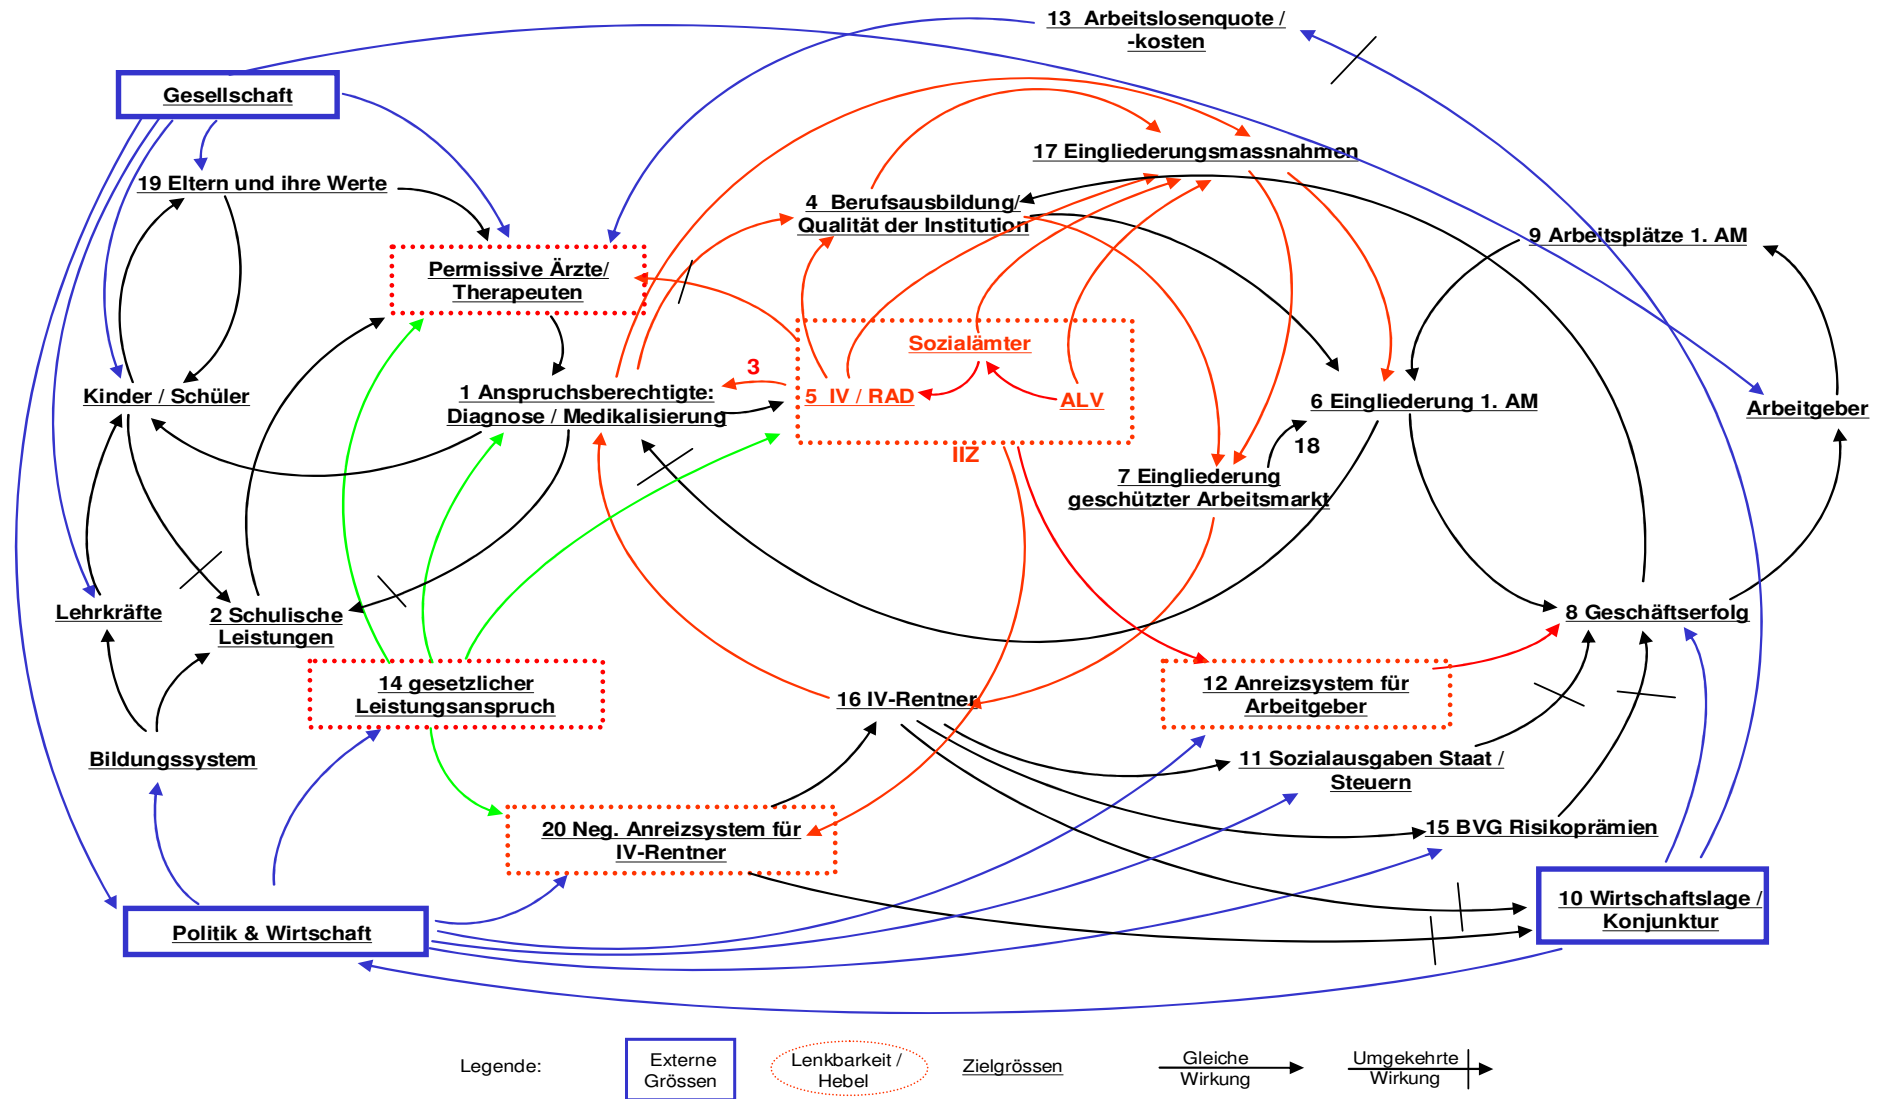 13 Arbeitslosenquote /
-kosten
Gesellschaft
17 Eingliederungsmassnahmen
19 Eltern und ihre Werte
4 Berufsausbildung/
Qualität der Institution
9 Arbeitsplätze 1. AM
Permissive Ärzte/
Therapeuten
Sozialämter
3
Kinder / Schüler
1 Anspruchsberechtigte:
Diagnose / Medikalisierung
5 IV / RAD
ALV
6 Eingliederung 1. AM
Arbeitgeber
IIZ
18
7 Eingliederung
geschützter Arbeitsmarkt
Lehrkräfte
2 Schulische
Leistungen
8 Geschäftserfolg
14 gesetzlicher
Leistungsanspruch
16 IV-Rentner
12 Anreizsystem für
Arbeitgeber
Bildungssystem
11 Sozialausgaben Staat /
Steuern
20 Neg. Anreizsystem für
IV-Rentner
15 BVG Risikoprämien
Politik & Wirtschaft
10 Wirtschaftslage /
Konjunktur
Legende:
Externe
Grössen
Lenkbarkeit /
Hebel
Zielgrössen
Gleiche
Wirkung
Umgekehrte
Wirkung